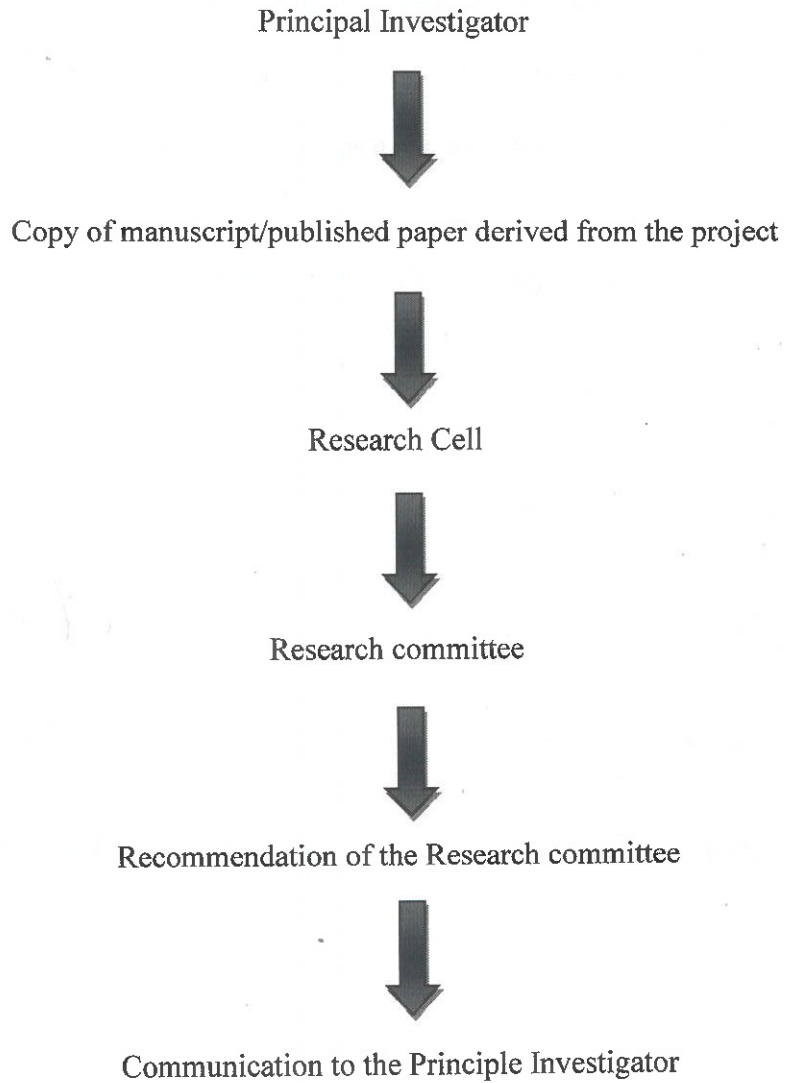 Principal Investigator
Copy of manuscript/published paper derived from the project
Research Cell
Research committee
Recommendation of the Research committee
Communication to the Principle Investigator